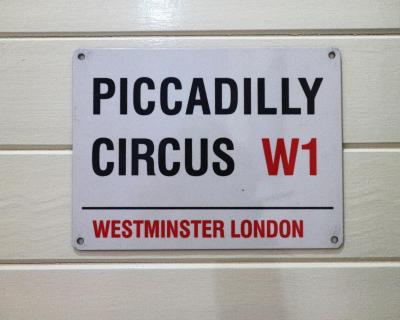 PICCADILLY
CIRCUS W1
WESTMINSTER LONDON